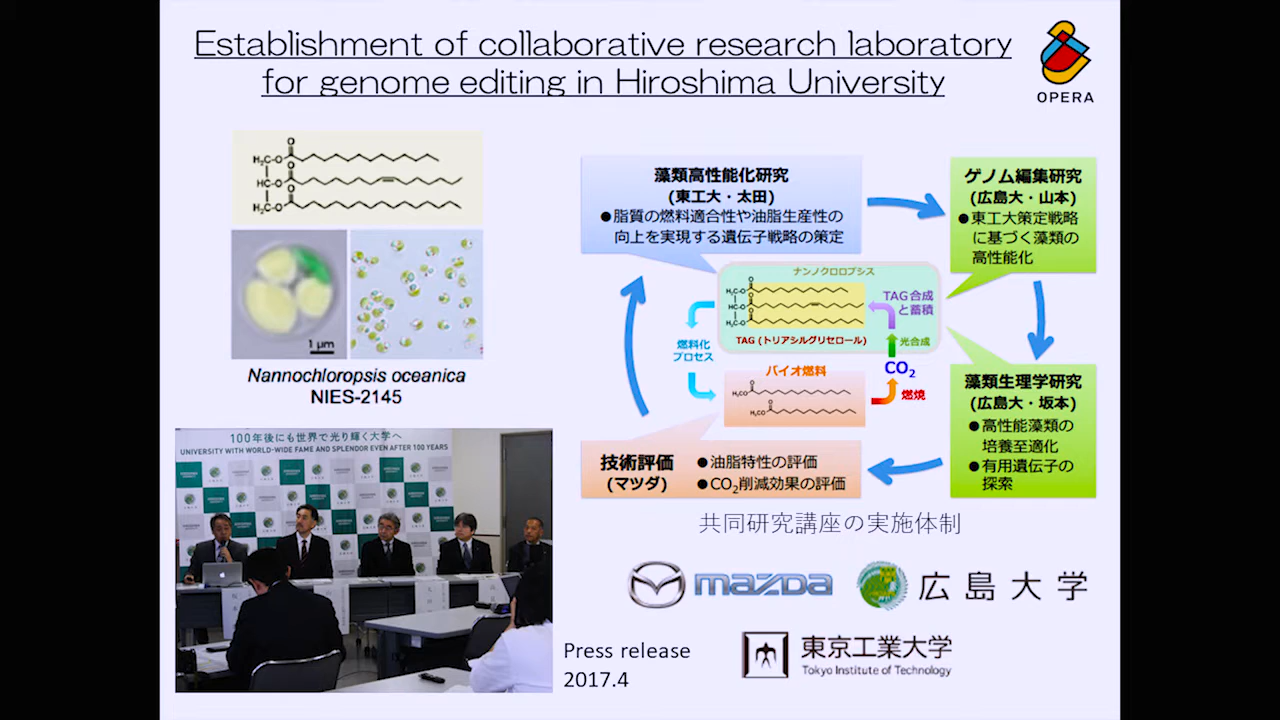 Establishment of collaborative research laboratory
for genome editing in Hiroshima University
OPERA
H₂C-O
HC-O
H₂C-O
O
O
O
1 μm
Nannochloropsis oceanica
NIES-2145
100年後にも世界で光り輝く大学へ
UNIVERSITY WITH WORLD-WIDE FAME AND SPLENDOR EVEN AFTER 100 YEARS
Press release
2017.4
藻類高性能化研究
(東工大・太田)
●脂質の燃料適合性や油脂生産性の
向上を実現する遺伝子戦略の策定
ゲノム編集研究
(広島大・山本)
●東工大策定戦略
に基づく藻類の
高性能化
ナンノクロロプシス
H₂C-O
HC-O
H₂C-O
TAG (トリアシルグリセロール)
TAG合成
と蓄積
光合成
CO₂
燃焼
燃料化
プロセス
バイオ燃料
H₃CO
H₃CO
藻類生理学研究
(広島大・坂本)
●高性能藻類の
培養至適化
●有用遺伝子の
探索
技術評価
(マツダ)
●油脂特性の評価
●CO₂削減効果の評価
共同研究講座の実施体制
mazda
広島大学
東京工業大学
Tokyo Institute of Technology